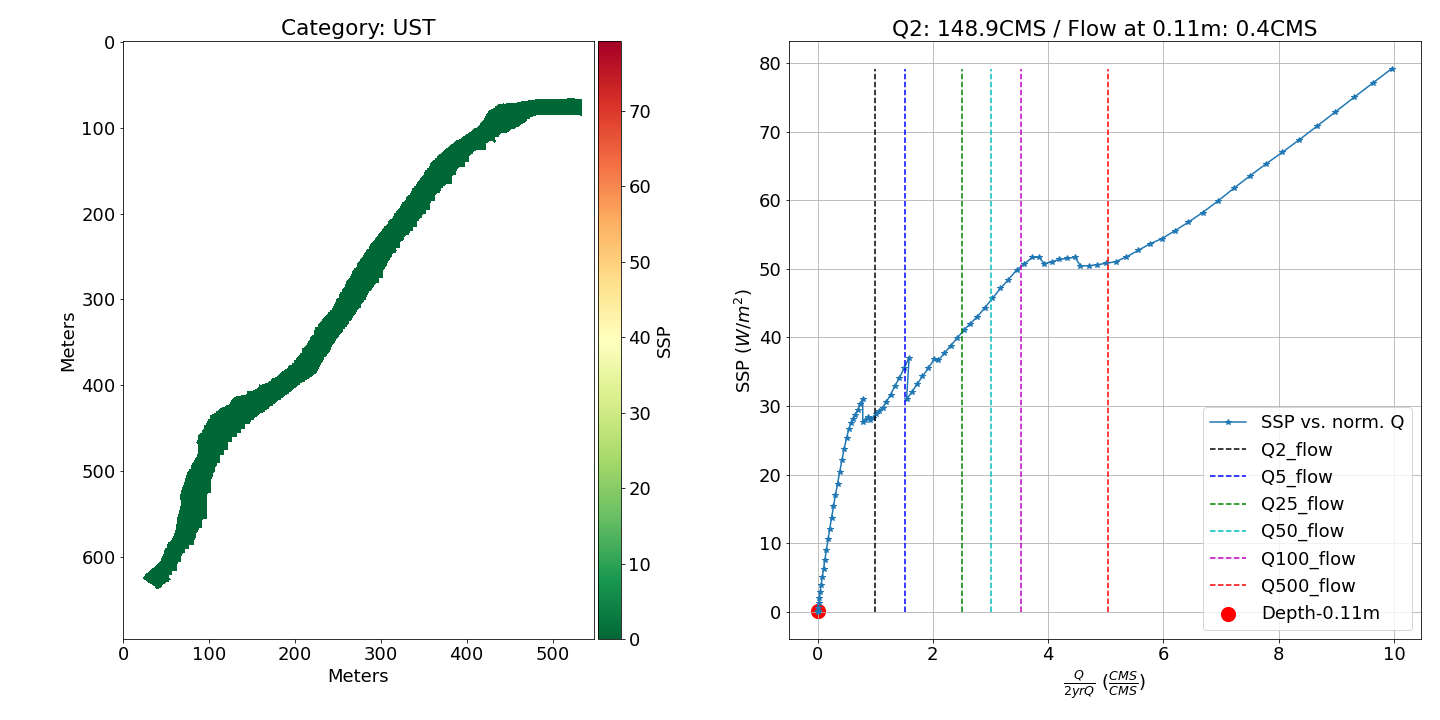 Category: UST
0
100
200
300
400
500
600
Meters
0 100 200 300 400 500
Meters
70
60
50
40
30
20
10
0
SSP
Q2: 148.9CMS / Flow at 0.11m: 0.4CMS
80
70
60
50
40
30
20
10
0
SSP (W/m²)
0 2 4 6 8 10
Q/2yrQ (CMS/CMS)
SSP vs. norm. Q
Q2_flow
Q5_flow
Q25_flow
Q50_flow
Q100_flow
Q500_flow
Depth-0.11m